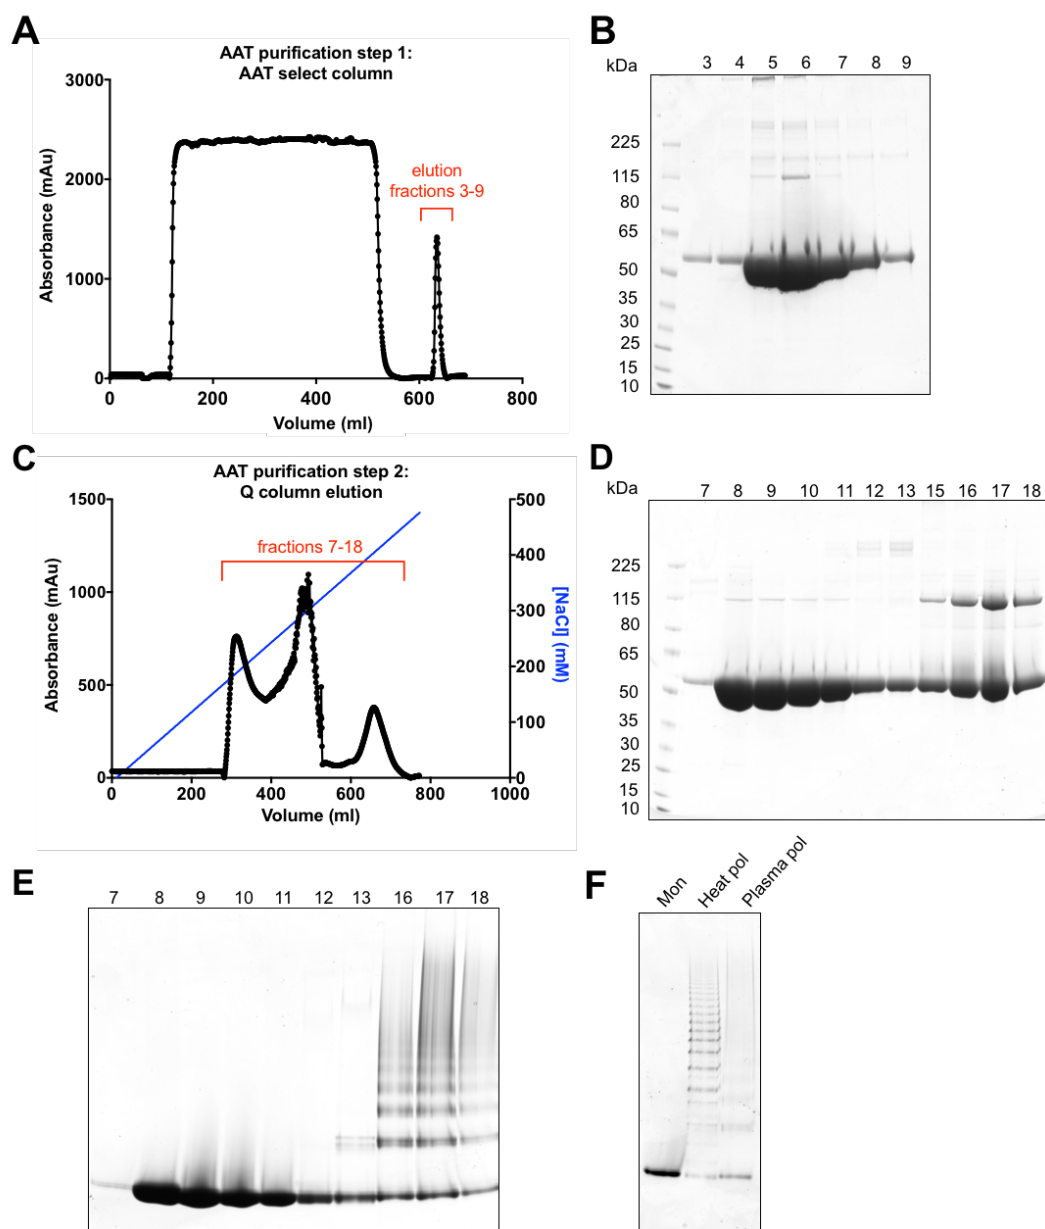 A
AAT purification step 1:
AAT select column
3000
2000
1000
0
Absorbance (mAu)
elution
fractions 3-9
0 200 400 600 800
Volume (ml)
B
kDa 3 4 5 6 7 8 9
225
115
80
65
50
35
30
25
15
10
C
AAT purification step 2:
Q column elution
1500
1000
500
0
Absorbance (mAu)
fractions 7-18
500
400
300
200
100
0
[NaCl] (mM)
0 200 400 600 800 1000
Volume (ml)
D
kDa 7 8 9 10 11 12 13 15 16 17 18
225
115
80
65
50
35
30
25
15
10
E
7 8 9 10 11 12 13 16 17 18
F
Mon
Heat pol
Plasma pol